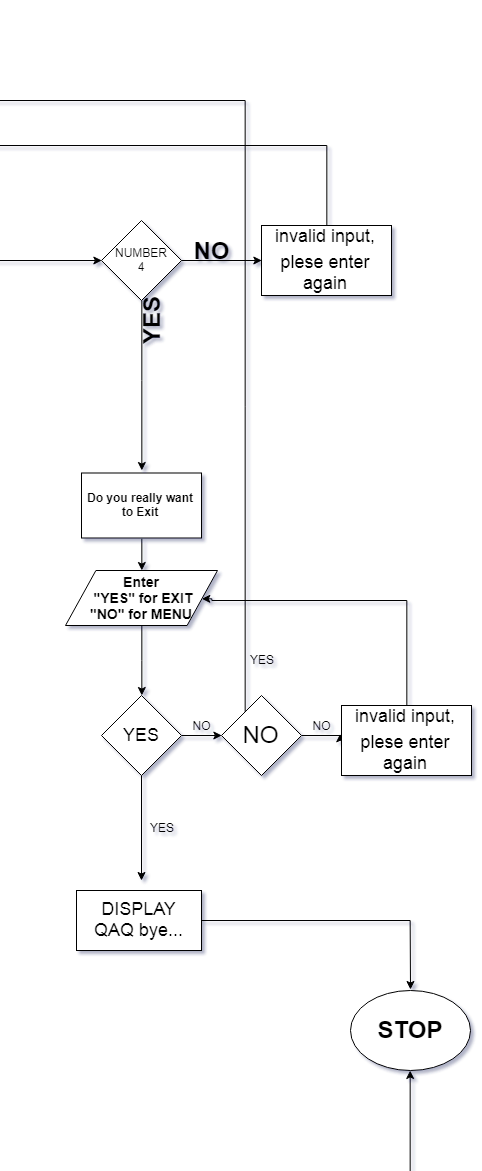 NUMBER
4
NO
invalid input,
plese enter
again
YES
Do you really want
to Exit
Enter
"YES" for EXIT
"NO" for MENU
YES
YES
NO
NO
NO
invalid input,
plese enter
again
YES
DISPLAY
QAQ bye...
STOP